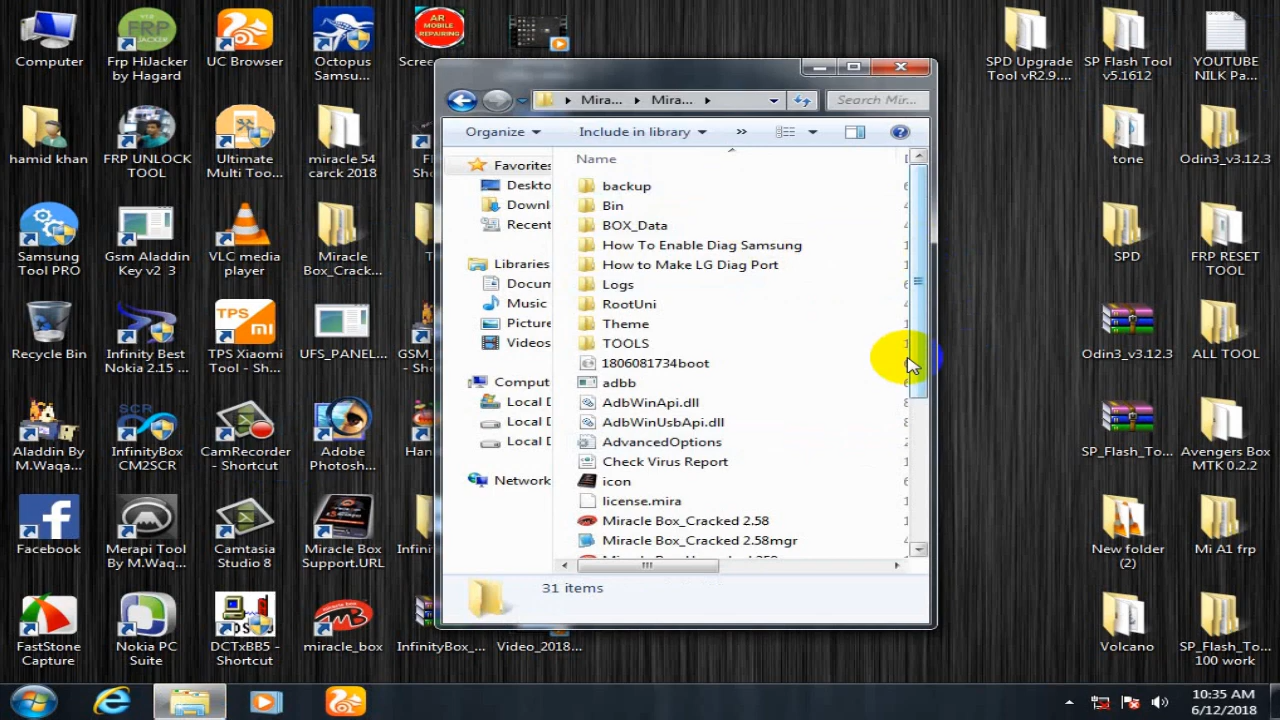 Computer
Frp HiJacker
by Hagard
UC Browser
Octopus
Samsu...
AR
MOBILE
REPAIRING
SPD Upgrade
Tool vR2.9....
SP Flash Tool
v5.1612
YOUTUBE
NILK Pa...
hamid khan
FRP UNLOCK
TOOL
Ultimate
Multi Too...
miracle 54
carck 2018
tone
Odin3_v3.12.3
Samsung
Tool PRO
Gsm Aladdin
Key v2 3
VLC media
player
Miracle
Box_Crack...
SPD
FRP RESET
TOOL
Recycle Bin
Infinity Best
Nokia 2.15 ...
TPS
TPS Xiaomi
Tool - Sh...
UFS_PANEL...
Odin3_v3.12.3
ALL TOOL
Aladdin By
M.Waqa...
SCR
InfinityBox
CM2SCR
CamRecorder
- Shortcut
Adobe
Photosh...
SP_Flash_To...
Avengers Box
MTK 0.2.2
Facebook
Merapi Tool
By M.Waq...
Camtasia
Studio 8
Miracle Box
Support.URL
New folder
(2)
Mi A1 frp
FastStone
Capture
Nokia PC
Suite
DCTxBB5 -
Shortcut
miracle_box
InfinityBox_...
Video_2018...
Volcano
SP_Flash_To...
100 work
Mira...
Mira...
Search Mir...
Organize
Include in library
»
Favorites
Deskto
Downl
Recent
Libraries
Docum
Music
Picture
Videos
Comput
Local D
Local D
Local D
Network
Name
backup
Bin
BOX_Data
How To Enable Diag Samsung
How to Make LG Diag Port
Logs
RootUni
Theme
TOOLS
1806081734boot
adbb
AdbWinApi.dll
AdbWinUsbApi.dll
AdvancedOptions
Check Virus Report
icon
license.mira
Miracle Box_Cracked 2.58
Miracle Box_Cracked 2.58mgr
31 items
10:35 AM
6/12/2018